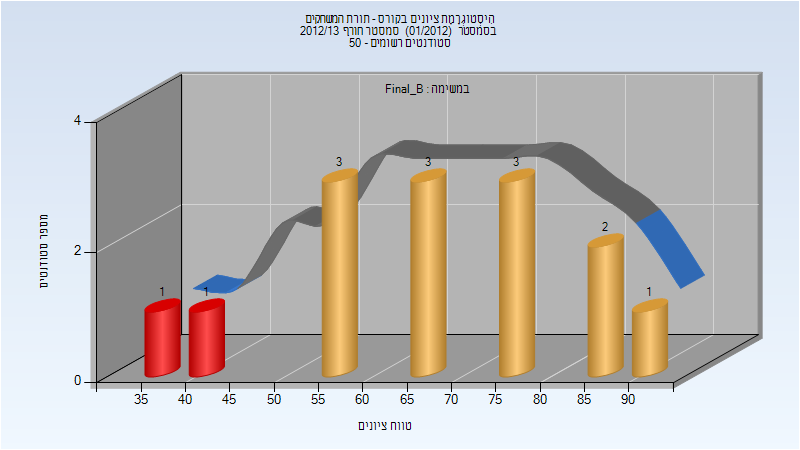 היסטוגרמת ציונים בקורס - תורת המשחקים
בסמסטר (01/2012) סמסטר חורף 2012/13
סטודנטים רשומים - 50
במשימה : Final_B
4
2
0
מספר סטודנטים
1
1
3
3
3
2
1
35 40 45 50 55 60 65 70 75 80 85 90
טווח ציונים